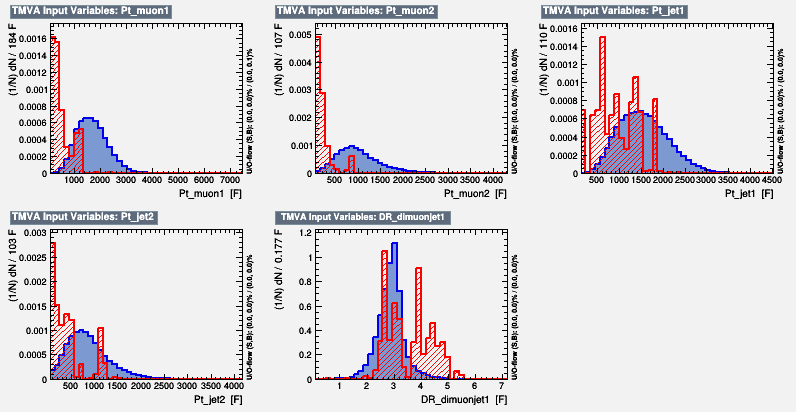 TMVA Input Variables: Pt_muon1
(1/N) dN / 184 F
0.0016
0.0014
0.0012
0.001
0.0008
0.0006
0.0004
0.0002
0
1000 2000 3000 4000 5000 6000 7000
Pt_muon1 [F]
U/O-flow (S,B): (0.0, 0.0)% / (0.0, 0.1)%
TMVA Input Variables: Pt_muon2
(1/N) dN / 107 F
0.005
0.004
0.003
0.002
0.001
0
500 1000 1500 2000 2500 3000 3500 4000
Pt_muon2 [F]
U/O-flow (S,B): (0.0, 0.0)% / (0.0, 0.0)%
TMVA Input Variables: Pt_jet1
(1/N) dN / 110 F
0.0016
0.0014
0.0012
0.001
0.0008
0.0006
0.0004
0.0002
0
500 1000 1500 2000 2500 3000 3500 4000 4500
Pt_jet1 [F]
U/O-flow (S,B): (0.0, 0.0)% / (0.0, 0.0)%
TMVA Input Variables: Pt_jet2
(1/N) dN / 103 F
0.003
0.0025
0.002
0.0015
0.001
0.0005
0
500 1000 1500 2000 2500 3000 3500 4000
Pt_jet2 [F]
U/O-flow (S,B): (0.0, 0.0)% / (0.0, 0.0)%
TMVA Input Variables: DR_dimuonjet1
(1/N) dN / 0.177 F
1.2
1
0.8
0.6
0.4
0.2
0
1 2 3 4 5 6 7
DR_dimuonjet1 [F]
U/O-flow (S,B): (0.0, 0.0)% / (0.0, 0.0)%